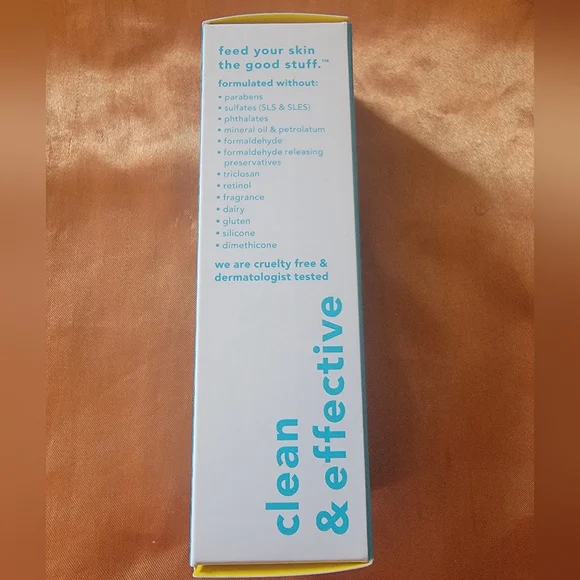 feed your skin
the good stuff.™
formulated without:
• parabens
• sulfates (SLS & SLES)
• phthalates
• mineral oil & petrolatum
• formaldehyde
• formaldehyde releasing
preservatives
• triclosan
• retinol
• fragrance
• dairy
• gluten
• silicone
• dimethicone
we are cruelty free &
dermatologist tested
clean
& effective